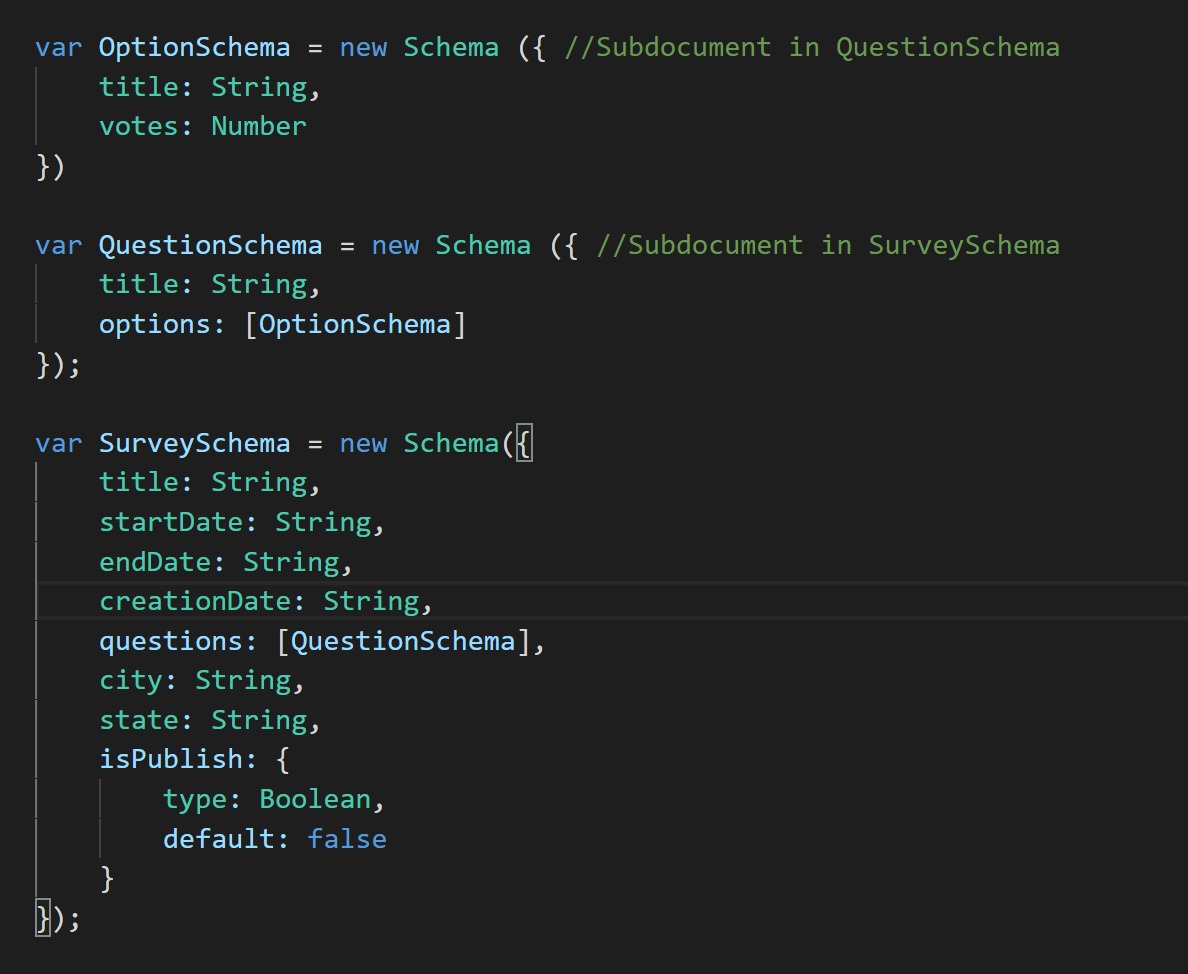 var OptionSchema = new Schema ({ //Subdocument in QuestionSchema
    title: String,
    votes: Number
})

var QuestionSchema = new Schema ({ //Subdocument in SurveySchema
    title: String,
    options: [OptionSchema]
});

var SurveySchema = new Schema({
    title: String,
    startDate: String,
    endDate: String,
    creationDate: String,
    questions: [QuestionSchema],
    city: String,
    state: String,
    isPublish: {
        type: Boolean,
        default: false
    }
});